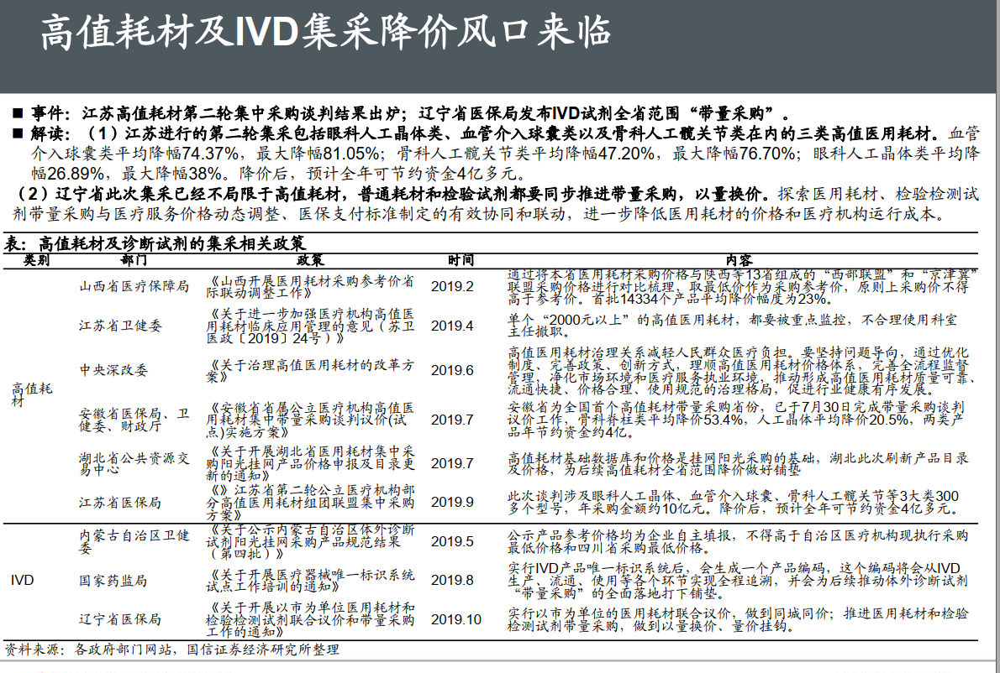 高值耗材及IVD集采降价风口来临
■ 事件：江苏高值耗材第二轮集中采购谈判结果出炉；辽宁省医保局发布IVD试剂全省范围“带量采购”。
■ 解读：（1）江苏进行的第二轮集采包括眼科人工晶体类、血管介入球囊类以及骨科人工髋关节类在内的三类高值医用耗材。血管
介入球囊类平均降幅74.37%，最大降幅81.05%；骨科人工髋关节类平均降幅47.20%，最大降幅76.70%；眼科人工晶体类平均降
幅26.89%，最大降幅38%。降价后，预计全年可节约资金4亿多元。
（2）辽宁省此次集采已经不局限于高值耗材，普通耗材和检验试剂都要同步推进带量采购，以量换价。探索医用耗材、检验检测试
剂带量采购与医疗服务价格动态调整、医保支付标准制定的有效协同和联动，进一步降低医用耗材的价格和医疗机构运行成本。
表：高值耗材及诊断试剂的集采相关政策
类别 部门 政策 时间 内容
高值耗
材
山西省医疗保障局
《山西开展医用耗材采购参考价省
际联动调整工作》
2019.2
通过将本省医用耗材采购价格与陕西等13省组成的“西部联盟”和“京津冀”
联盟采购价格进行对比梳理，取最低价作为采购参考价，原则上采购价不得
高于参考价。首批14334个产品平均降价幅度为23%。
江苏省卫健委
《关于进一步加强医疗机构高值医
用耗材临床应用管理的意见（苏卫
医政〔2019〕24号）》
2019.4
单个“2000元以上”的高值医用耗材，都要被重点监控，不合理使用科室
主任撤职。
中央深改委
《关于治理高值医用耗材的改革方
案》
2019.6
高值医用耗材治理关系减轻人民群众医疗负担。要坚持问题导向，通过优化
制度、完善政策、创新方式，理顺高值医用耗材价格体系，完善全流程监督
管理，净化市场环境和医疗服务执业环境，推动形成高值医用耗材质量可靠、
流通快捷、价格合理、使用规范的治理格局，促进行业健康有序发展。
安徽省医保局、卫
健委、财政厅
《安徽省省属公立医疗机构高值医
用耗材集中带量采购谈判议价(试
点)实施方案》
2019.7
安徽省为全国首个高值耗材带量采购省份，已于7月30日完成带量采购谈判
议价工作，骨科脊柱类平均降价53.4%，人工晶体平均降价20.5%，两类产
品年节约资金约4亿。
湖北省公共资源交
易中心
《关于开展湖北省医用耗材集中采
购阳光挂网产品价格申报及目录更
新的通知》
2019.7
高值耗材基础数据库和价格是挂网阳光采购的基础，湖北此次刷新产品目录
及价格，为后续高值耗材全省范围降价做好铺垫
江苏省医保局
《》江苏省第二轮公立医疗机构部
分高值医用耗材组团联盟集中采购
方案》
2019.9
此次谈判涉及眼科人工晶体、血管介入球囊、骨科人工髋关节等3大类300
多个型号，年采购金额约10亿元。降价后，预计全年可节约资金4亿多元。
IVD
内蒙古自治区卫健
委
《关于公示内蒙古自治区体外诊断
试剂阳光挂网采购产品规范结果
（第四批）》
2019.5
公示产品参考价格均为企业自主填报，不得高于自治区医疗机构现执行采购
最低价格和四川省采购最低价格。
国家药监局
《关于开展医疗器械唯一标识系统
试点工作培训的通知》
2019.8
实行IVD产品唯一标识系统后，会生成一个产品编码，这个编码将会从IVD
生产、流通、使用等各个环节实现全程追溯，并会为后续推动体外诊断试剂
“带量采购”的全面落地打下铺垫。
辽宁省医保局
《关于开展以市为单位医用耗材和
检验检测试剂联合议价和带量采购
工作的通知》
2019.10
实行以市为单位的医用耗材联合议价，做到同城同价；推进医用耗材和检验
检测试剂带量采购，做到以量换价、量价挂钩。
资料来源：各政府部门网站，国信证券经济研究所整理